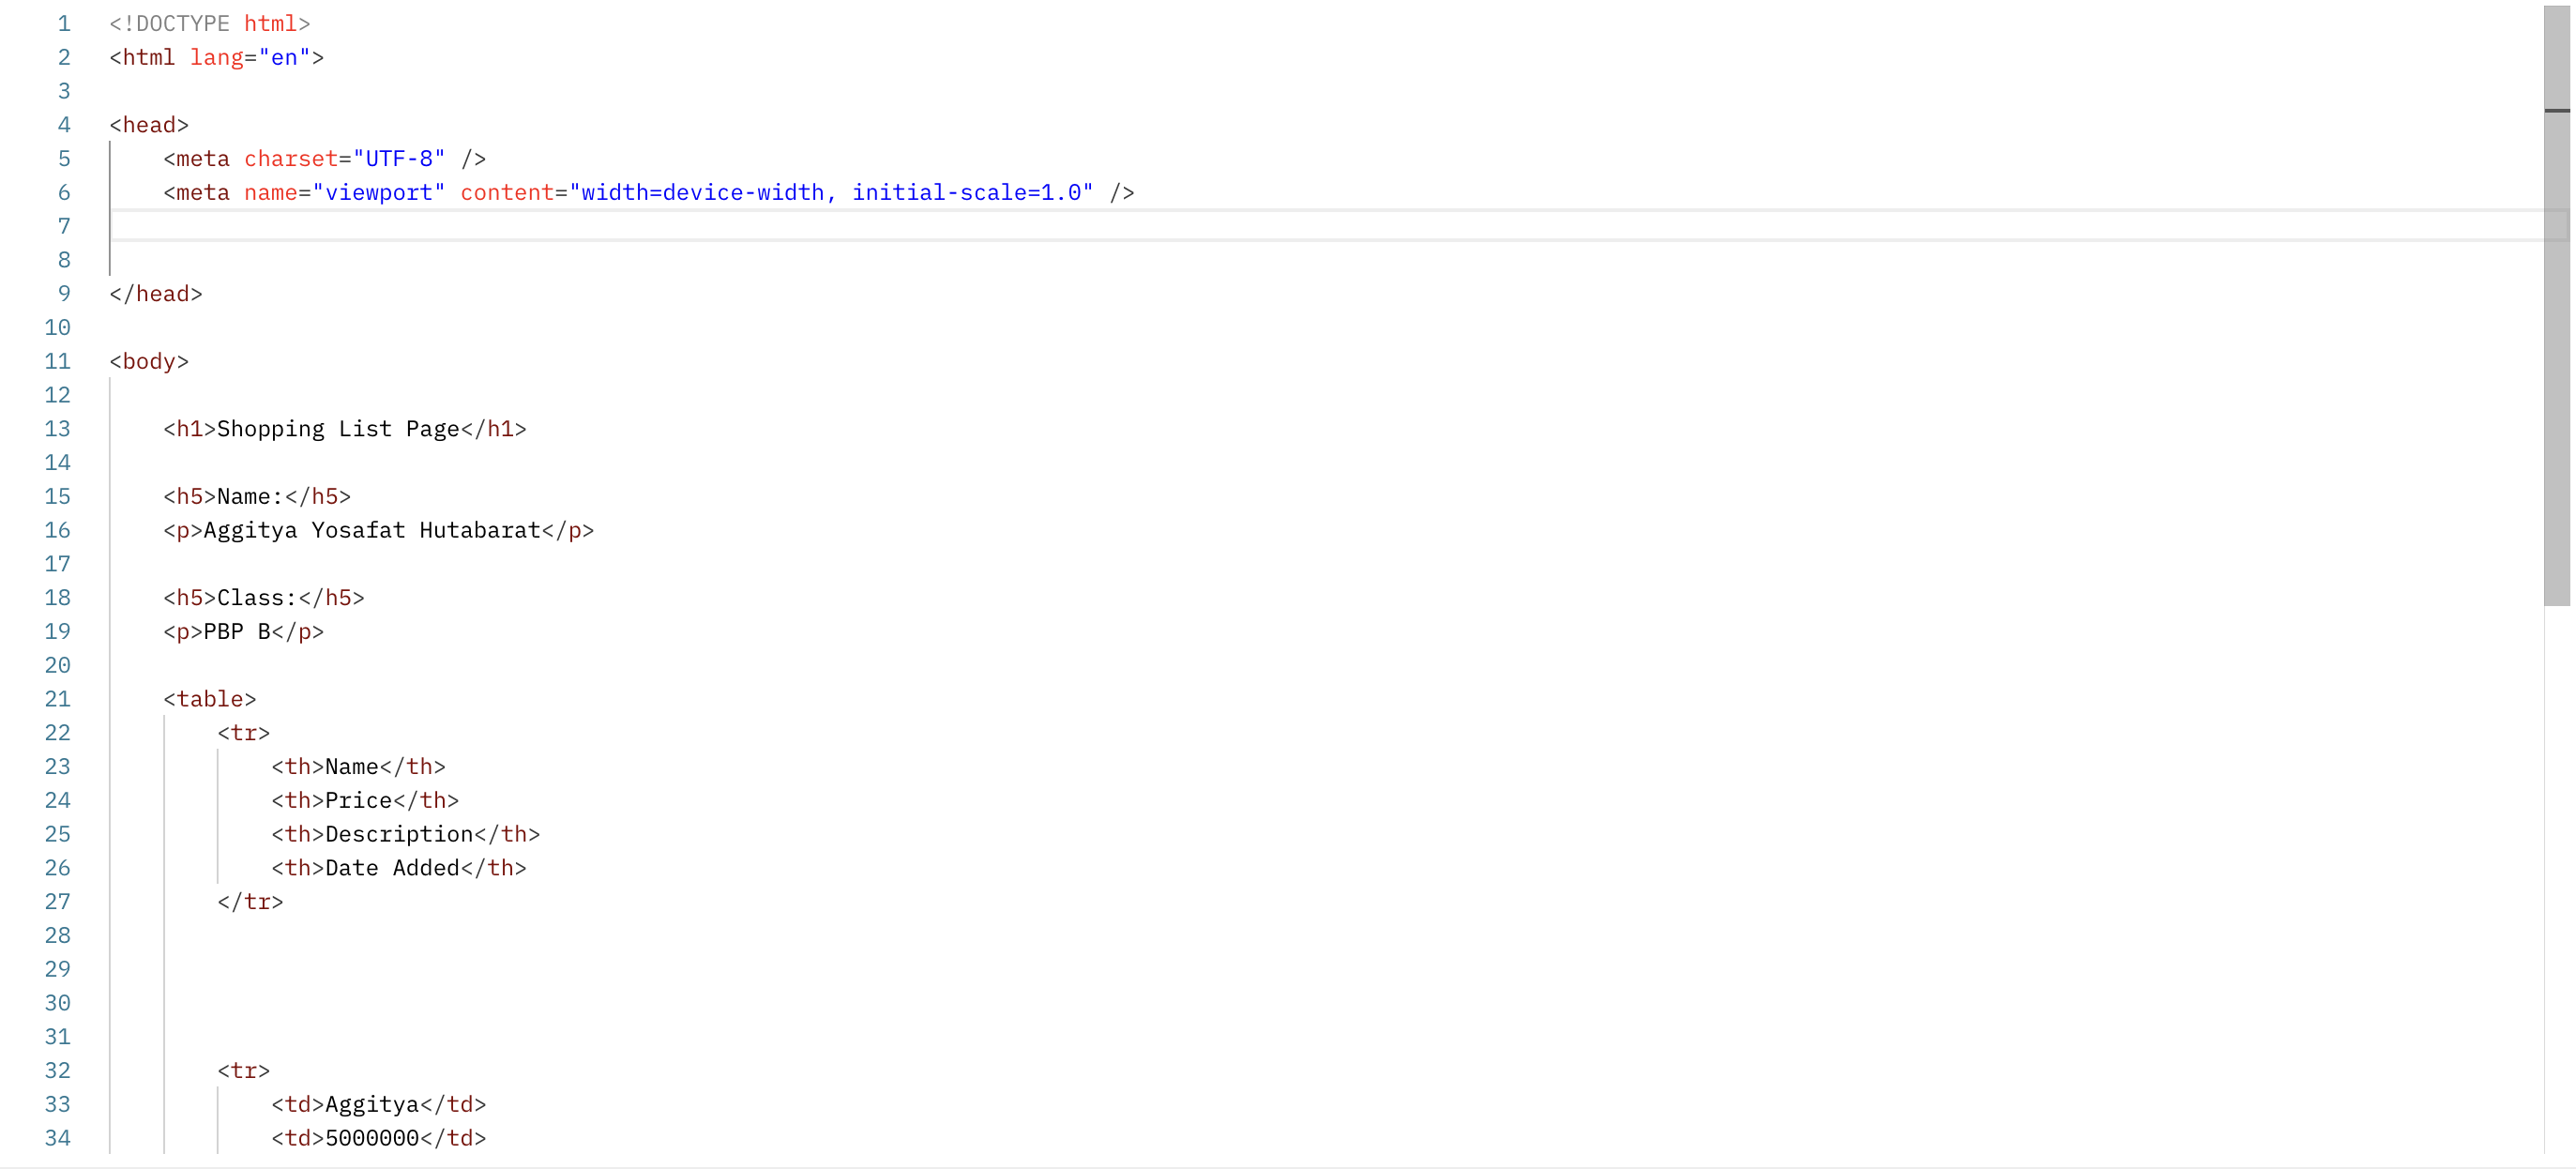 1 <!DOCTYPE html>
2 <html lang="en">
3
4 <head>
5     <meta charset="UTF-8" />
6     <meta name="viewport" content="width=device-width, initial-scale=1.0" />
7
8
9 </head>
10
11 <body>
12
13     <h1>Shopping List Page</h1>
14
15     <h5>Name:</h5>
16     <p>Aggitya Yosafat Hutabarat</p>
17
18     <h5>Class:</h5>
19     <p>PBP B</p>
20
21     <table>
22         <tr>
23             <th>Name</th>
24             <th>Price</th>
25             <th>Description</th>
26             <th>Date Added</th>
27         </tr>
28
29
30
31
32         <tr>
33             <td>Aggitya</td>
34             <td>5000000</td>